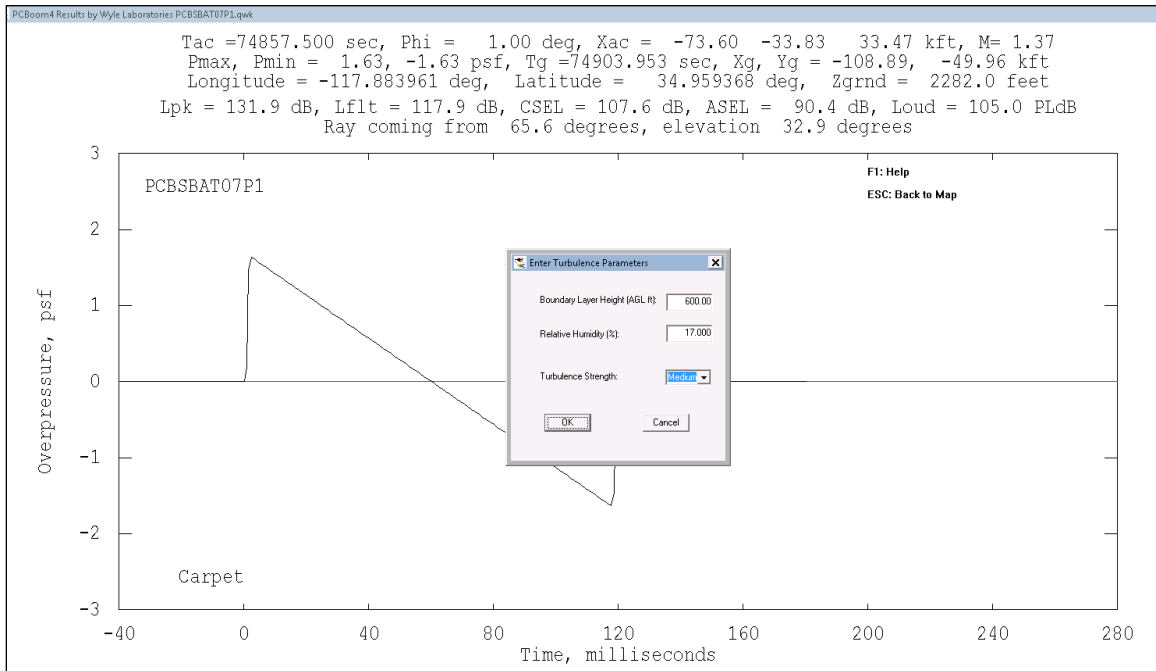 PCBoom4 Results by Wyle Laboratories PCBSBAT07P1.qwk
Tac =74857.500 sec, Phi = 1.00 deg, Xac = -73.60 -33.83 33.47 kft, M= 1.37
Pmax, Pmin = 1.63, -1.63 psf, Tg =74903.953 sec, Xg, Yg = -108.89, -49.96 kft
Longitude = -117.883961 deg, Latitude = 34.959368 deg, Zgrnd = 2282.0 feet
Lpk = 131.9 dB, Lflt = 117.9 dB, CSEL = 107.6 dB, ASEL = 90.4 dB, Loud = 105.0 PLdB
Ray coming from 65.6 degrees, elevation 32.9 degrees
3
F1: Help
PCBSBAT07P1
ESC: Back to Map
2
Enter Turbulence Parameters
Boundary Layer Height (AGL ft): 600.00
1
Relative Humidity (%): 17.000
Overpressure, psf
0
Turbulence Strength: Medium
OK Cancel
-1
-2
Carpet
-3
-40 0 40 80 120 160 200 240 280
Time, milliseconds